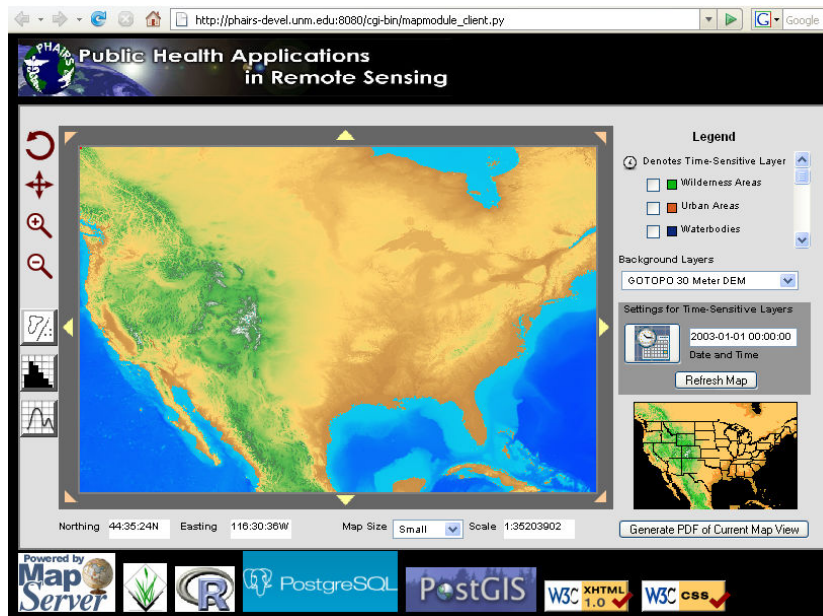 http://phairs-devel.unm.edu:8080/cgi-bin/mapmodule_client.py
G Google
PHAIRS
Public Health Applications
in Remote Sensing
Legend
Denotes Time-Sensitive Layer
Wilderness Areas
Urban Areas
Waterbodies
Background Layers
GOTOPO 30 Meter DEM
Settings for Time-Sensitive Layers
2003-01-01 00:00:00
Date and Time
Refresh Map
Northing 44:35:24N Easting 116:30:36W Map Size Small Scale 1:35203902
Generate PDF of Current Map View
Powered by
Map
Server
R
PostgreSQL
PostGIS
W3C XHTML 1.0
W3C css